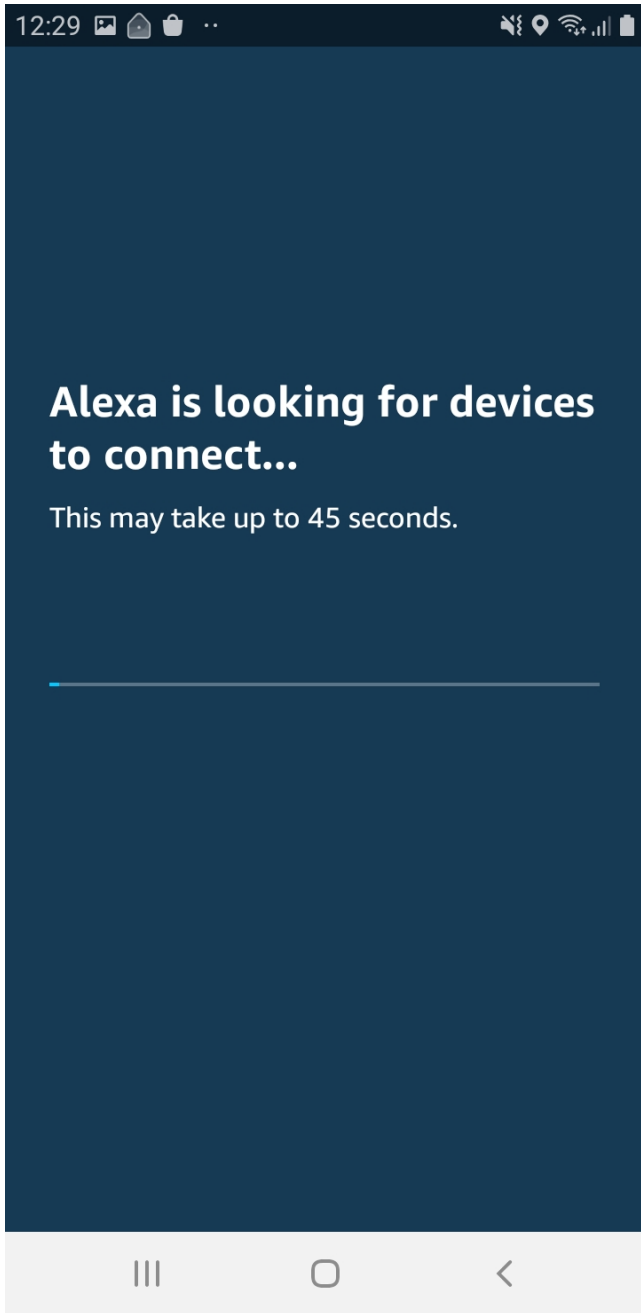 12:29
Alexa is looking for devices
to connect...
This may take up to 45 seconds.